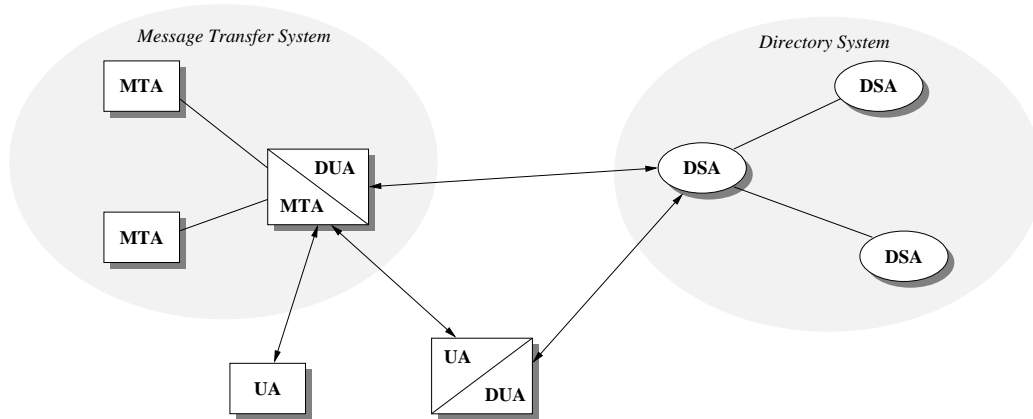 Message Transfer System
Directory System
MTA
DSA
DUA
MTA
DSA
MTA
DSA
UA
UA
DUA